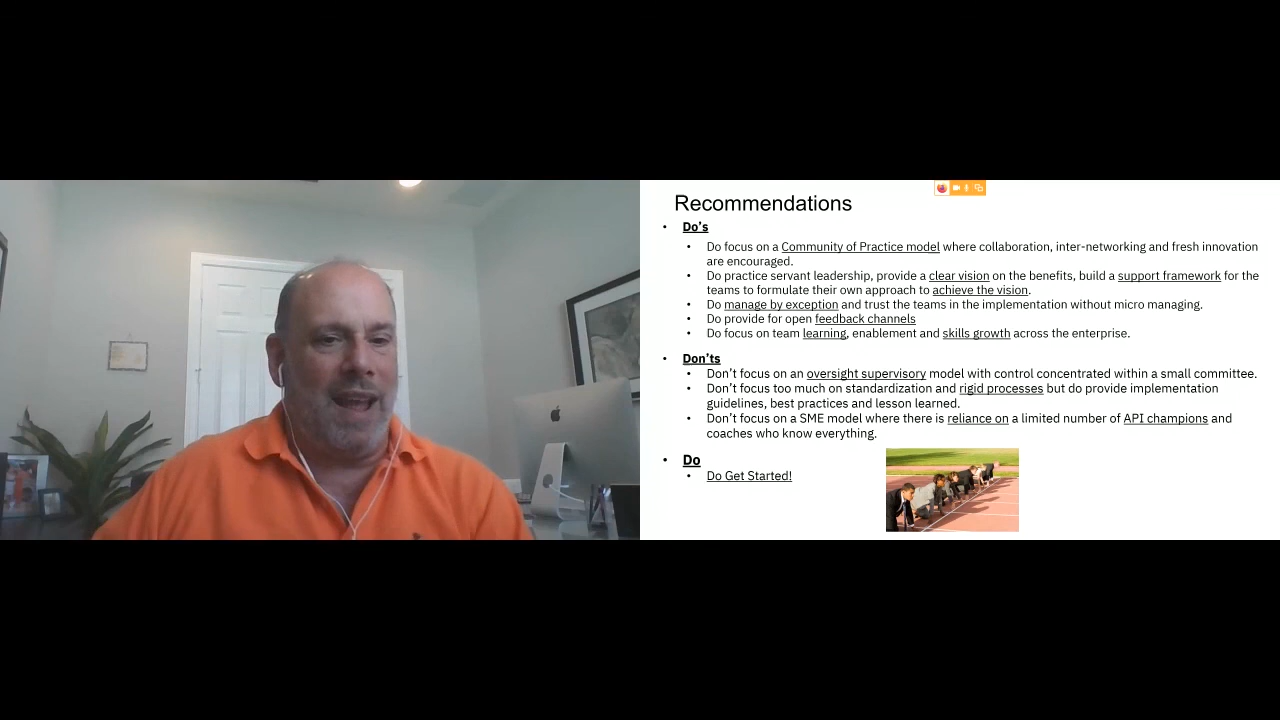 Recommendations
• Do's
• Do focus on a Community of Practice model where collaboration, inter-networking and fresh innovation
are encouraged.
• Do practice servant leadership, provide a clear vision on the benefits, build a support framework for the
teams to formulate their own approach to achieve the vision.
• Do manage by exception and trust the teams in the implementation without micro managing.
• Do provide for open feedback channels
• Do focus on team learning, enablement and skills growth across the enterprise.
• Don'ts
• Don't focus on an oversight supervisory model with control concentrated within a small committee.
• Don't focus too much on standardization and rigid processes but do provide implementation
guidelines, best practices and lesson learned.
• Don't focus on a SME model where there is reliance on a limited number of API champions and
coaches who know everything.
• Do
• Do Get Started!